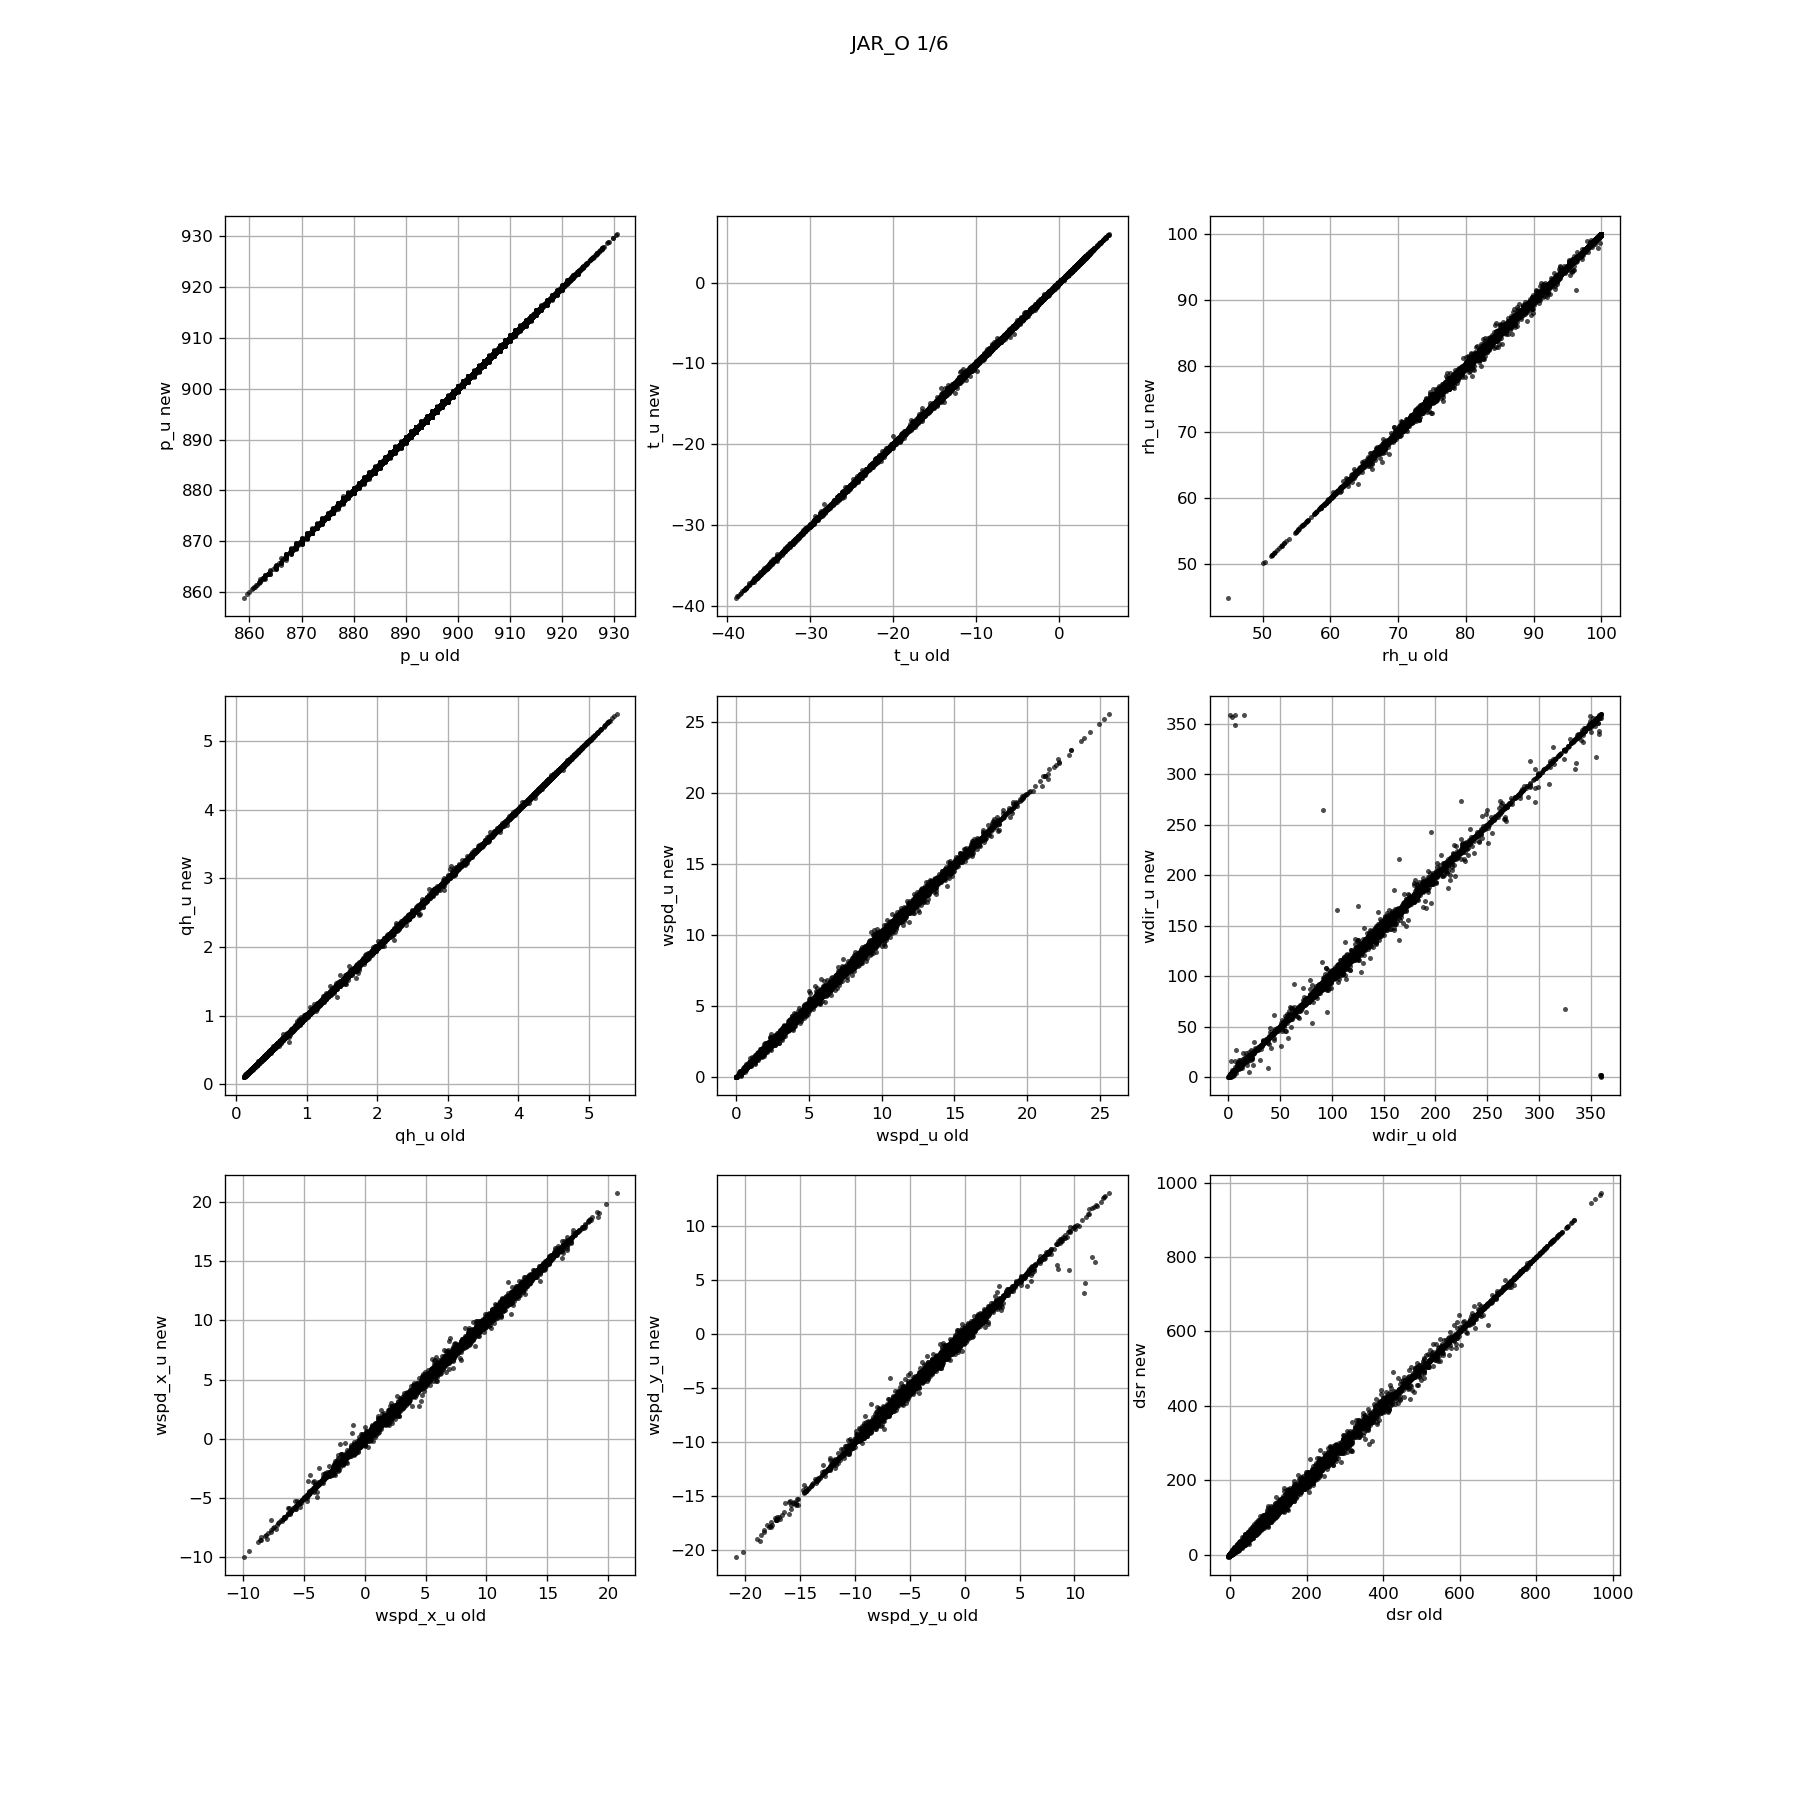 JAR_O 1/6
p_u new
930
920
910
900
890
880
870
860
860 870 880 890 900 910 920 930
p_u old
t_u new
0
−10
−20
−30
−40
−40 −30 −20 −10 0
t_u old
rh_u new
100
90
80
70
60
50
50 60 70 80 90 100
rh_u old
qh_u new
5
4
3
2
1
0
0 1 2 3 4 5
qh_u old
wspd_u new
25
20
15
10
5
0
0 5 10 15 20 25
wspd_u old
wdir_u new
350
300
250
200
150
100
50
0
0 50 100 150 200 250 300 350
wdir_u old
wspd_x_u new
20
15
10
5
0
−5
−10
−10 −5 0 5 10 15 20
wspd_x_u old
wspd_y_u new
10
5
0
−5
−10
−15
−20
−20 −15 −10 −5 0 5 10
wspd_y_u old
dsr new
1000
800
600
400
200
0
0 200 400 600 800 1000
dsr old